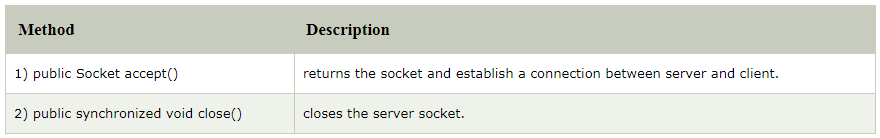 Method Description
1) public Socket accept() returns the socket and establish a connection between server and client.
2) public synchronized void close() closes the server socket.